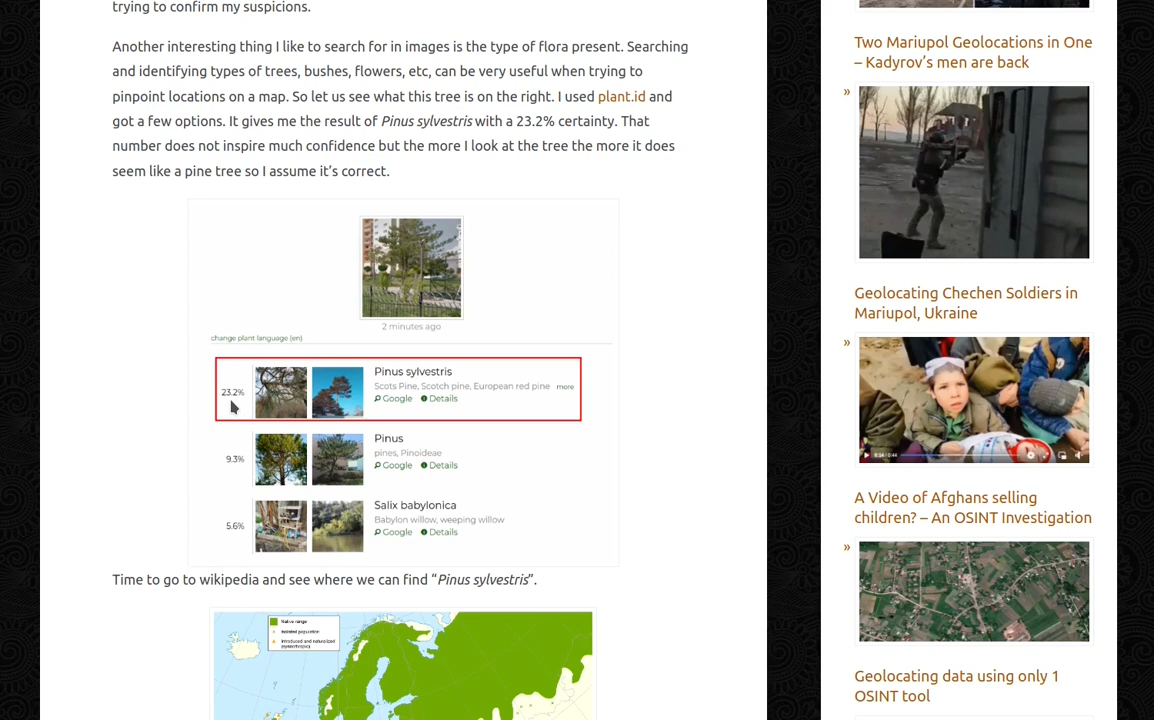 trying to confirm my suspicions.
Another interesting thing I like to search for in images is the type of flora present. Searching
and identifying types of trees, bushes, flowers, etc, can be very useful when trying to
pinpoint locations on a map. So let us see what this tree is on the right. I used plant.id and
got a few options. It gives me the result of Pinus sylvestris with a 23.2% certainty. That
number does not inspire much confidence but the more I look at the tree the more it does
seem like a pine tree so I assume it’s correct.
2 minutes ago
change plant language (en)
23.2%
Pinus sylvestris
Scots Pine, Scotch pine, European red pine more
Google Details
9.3%
Pinus
pines, Pinoideae
Google Details
5.6%
Salix babylonica
Babylon willow, weeping willow
Google Details
Time to go to wikipedia and see where we can find “Pinus sylvestris”.
Native range
Isolated population
Introduced and naturalized
(synanthropic)
Two Mariupol Geolocations in One
– Kadyrov’s men are back
»
Geolocating Chechen Soldiers in
Mariupol, Ukraine
»
0:34 / 0:44
A Video of Afghans selling
children? – An OSINT Investigation
»
Geolocating data using only 1
OSINT tool